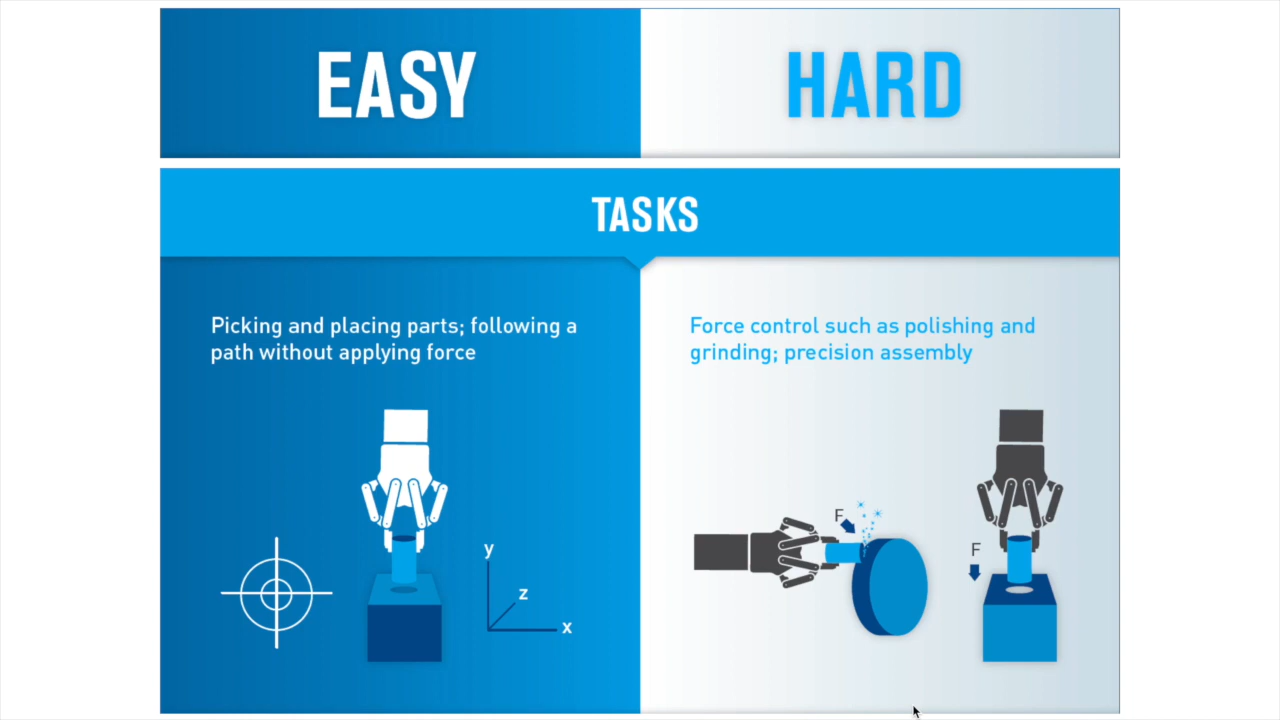 EASY
HARD
TASKS
Picking and placing parts; following a
path without applying force
Force control such as polishing and
grinding; precision assembly
y
z
x
F
F